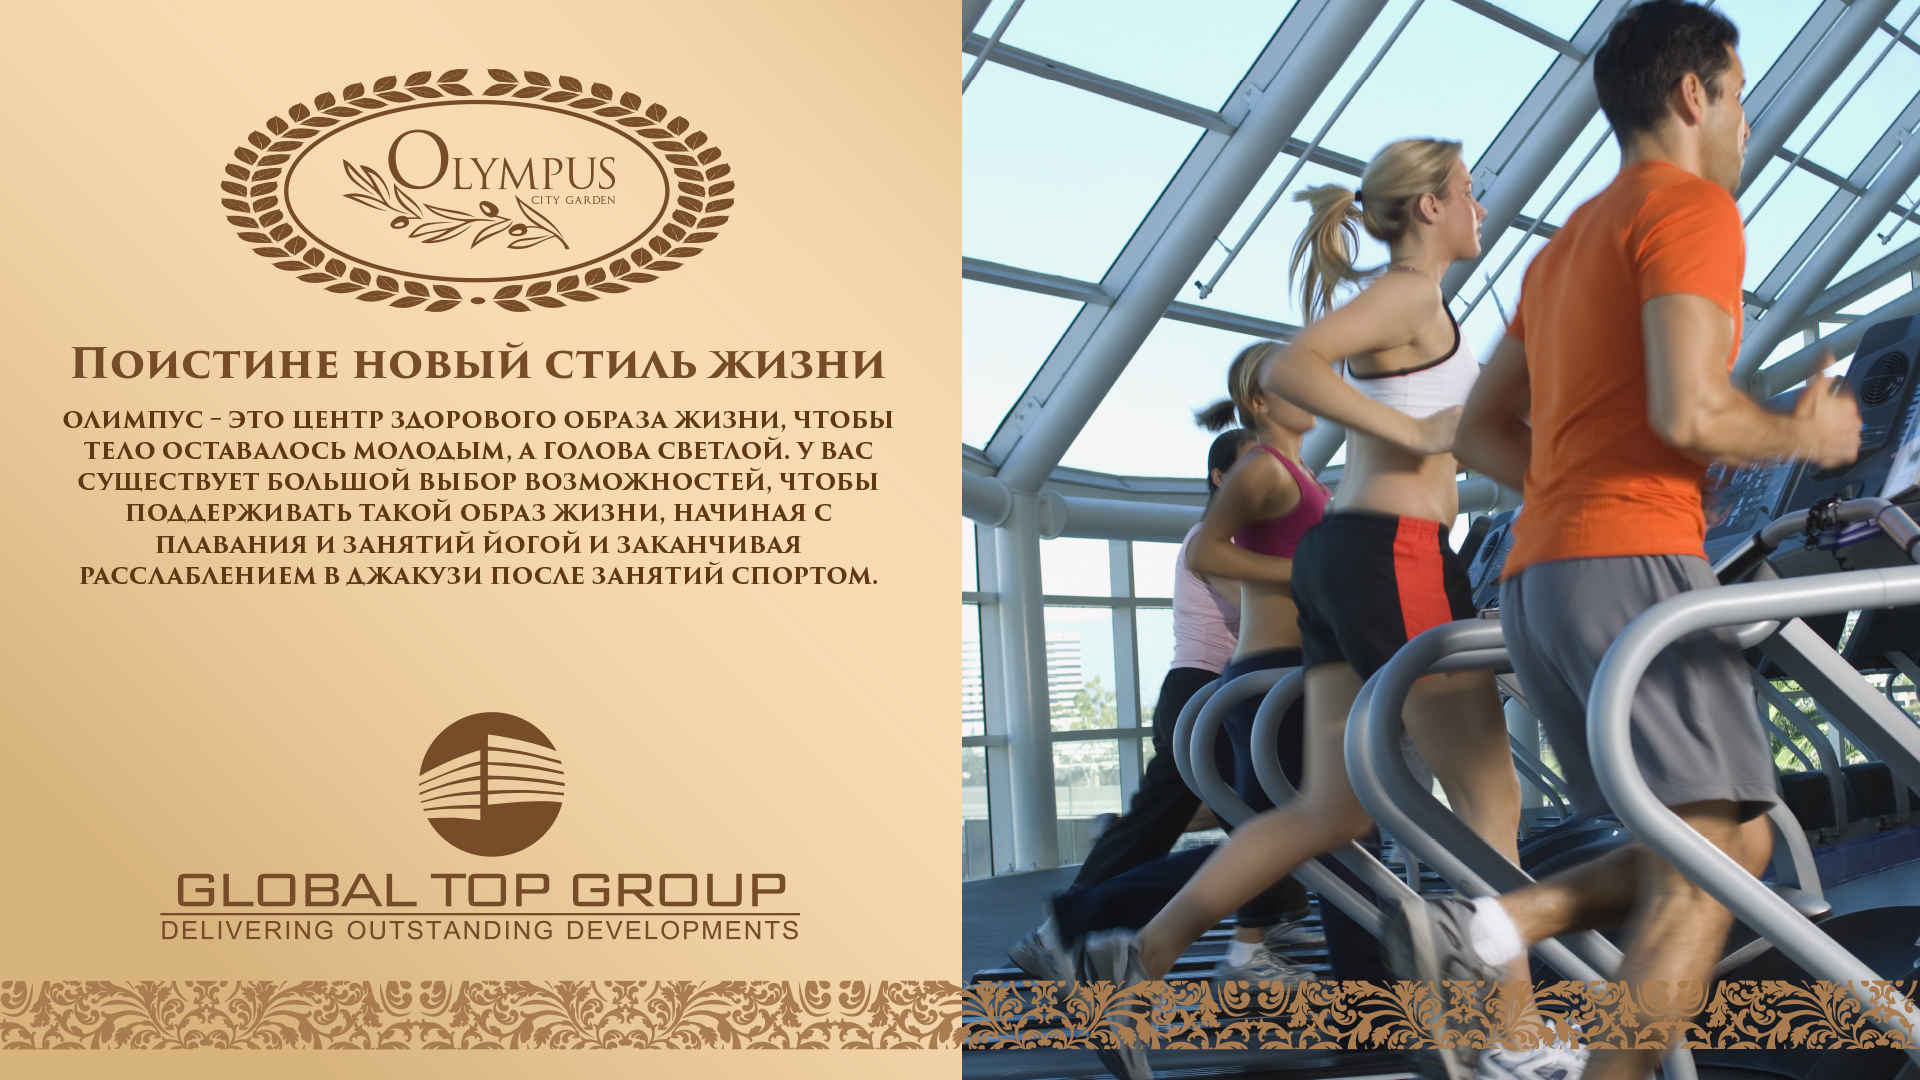 OLYMPUS
CITY GARDEN
Поистине новый стиль жизни
ОЛИМПУС – ЭТО ЦЕНТР ЗДОРОВОГО ОБРАЗА ЖИЗНИ, ЧТОБЫ
ТЕЛО ОСТАВАЛОСЬ МОЛОДЫМ, А ГОЛОВА СВЕТЛОЙ. У ВАС
СУЩЕСТВУЕТ БОЛЬШОЙ ВЫБОР ВОЗМОЖНОСТЕЙ, ЧТОБЫ
ПОДДЕРЖИВАТЬ ТАКОЙ ОБРАЗ ЖИЗНИ, НАЧИНАЯ С
ПЛАВАНИЯ И ЗАНЯТИЙ ЙОГОЙ И ЗАКАНЧИВАЯ
РАССЛАБЛЕНИЕМ В ДЖАКУЗИ ПОСЛЕ ЗАНЯТИЙ СПОРТОМ.
GLOBAL TOP GROUP
DELIVERING OUTSTANDING DEVELOPMENTS